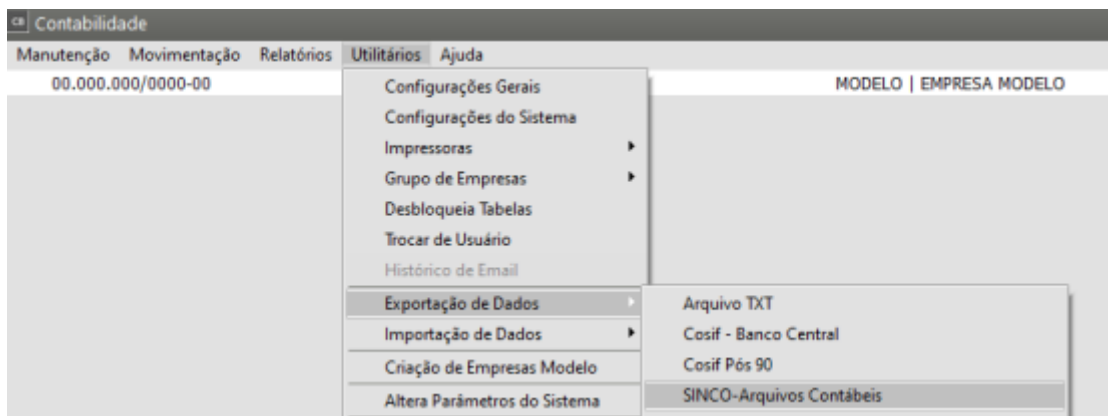 CB Contabilidade
Manutenção Movimentação Relatórios Utilitários Ajuda
00.000.000/0000-00 MODELO | EMPRESA MODELO
Configurações Gerais
Configurações do Sistema
Impressoras
Grupo de Empresas
Desbloqueia Tabelas
Trocar de Usuário
Histórico de Email
Exportação de Dados
Importação de Dados
Criação de Empresas Modelo
Altera Parâmetros do Sistema
Arquivo TXT
Cosif - Banco Central
Cosif Pós 90
SINCO-Arquivos Contábeis